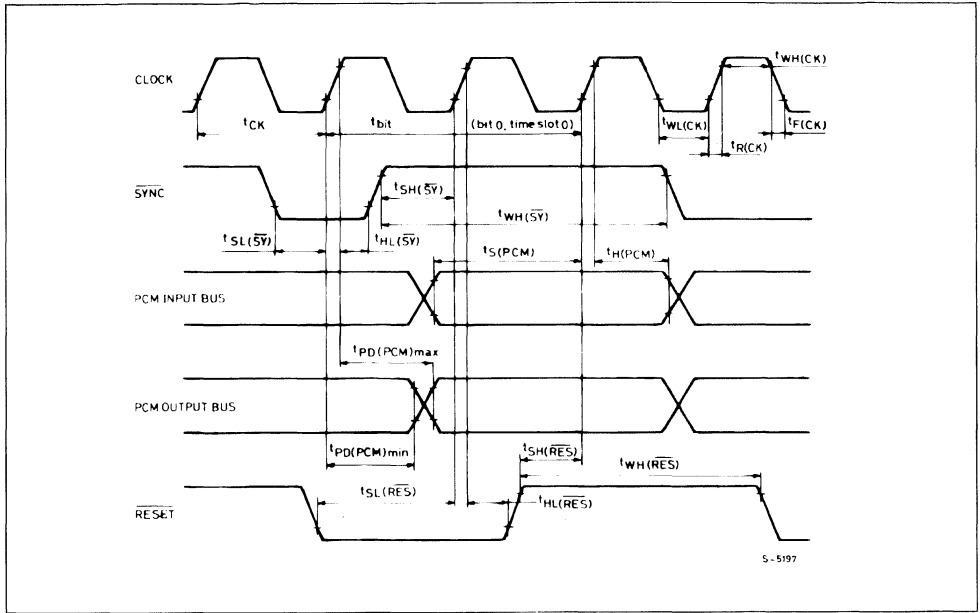 CLOCK
tWH(CK)
tCK
tbit
(bit 0, time slot 0)
tWL(CK)
tF(CK)
tR(CK)
SYNC
tSH(SY)
tWH(SY)
tSL(SY)
tHL(SY)
tS(PCM)
tH(PCM)
PCM INPUT BUS
tPD(PCM)max
PCM OUTPUT BUS
tPD(PCM)min
tSH(RES)
tWH(RES)
tSL(RES)
tHL(RES)
RESET
S-5197